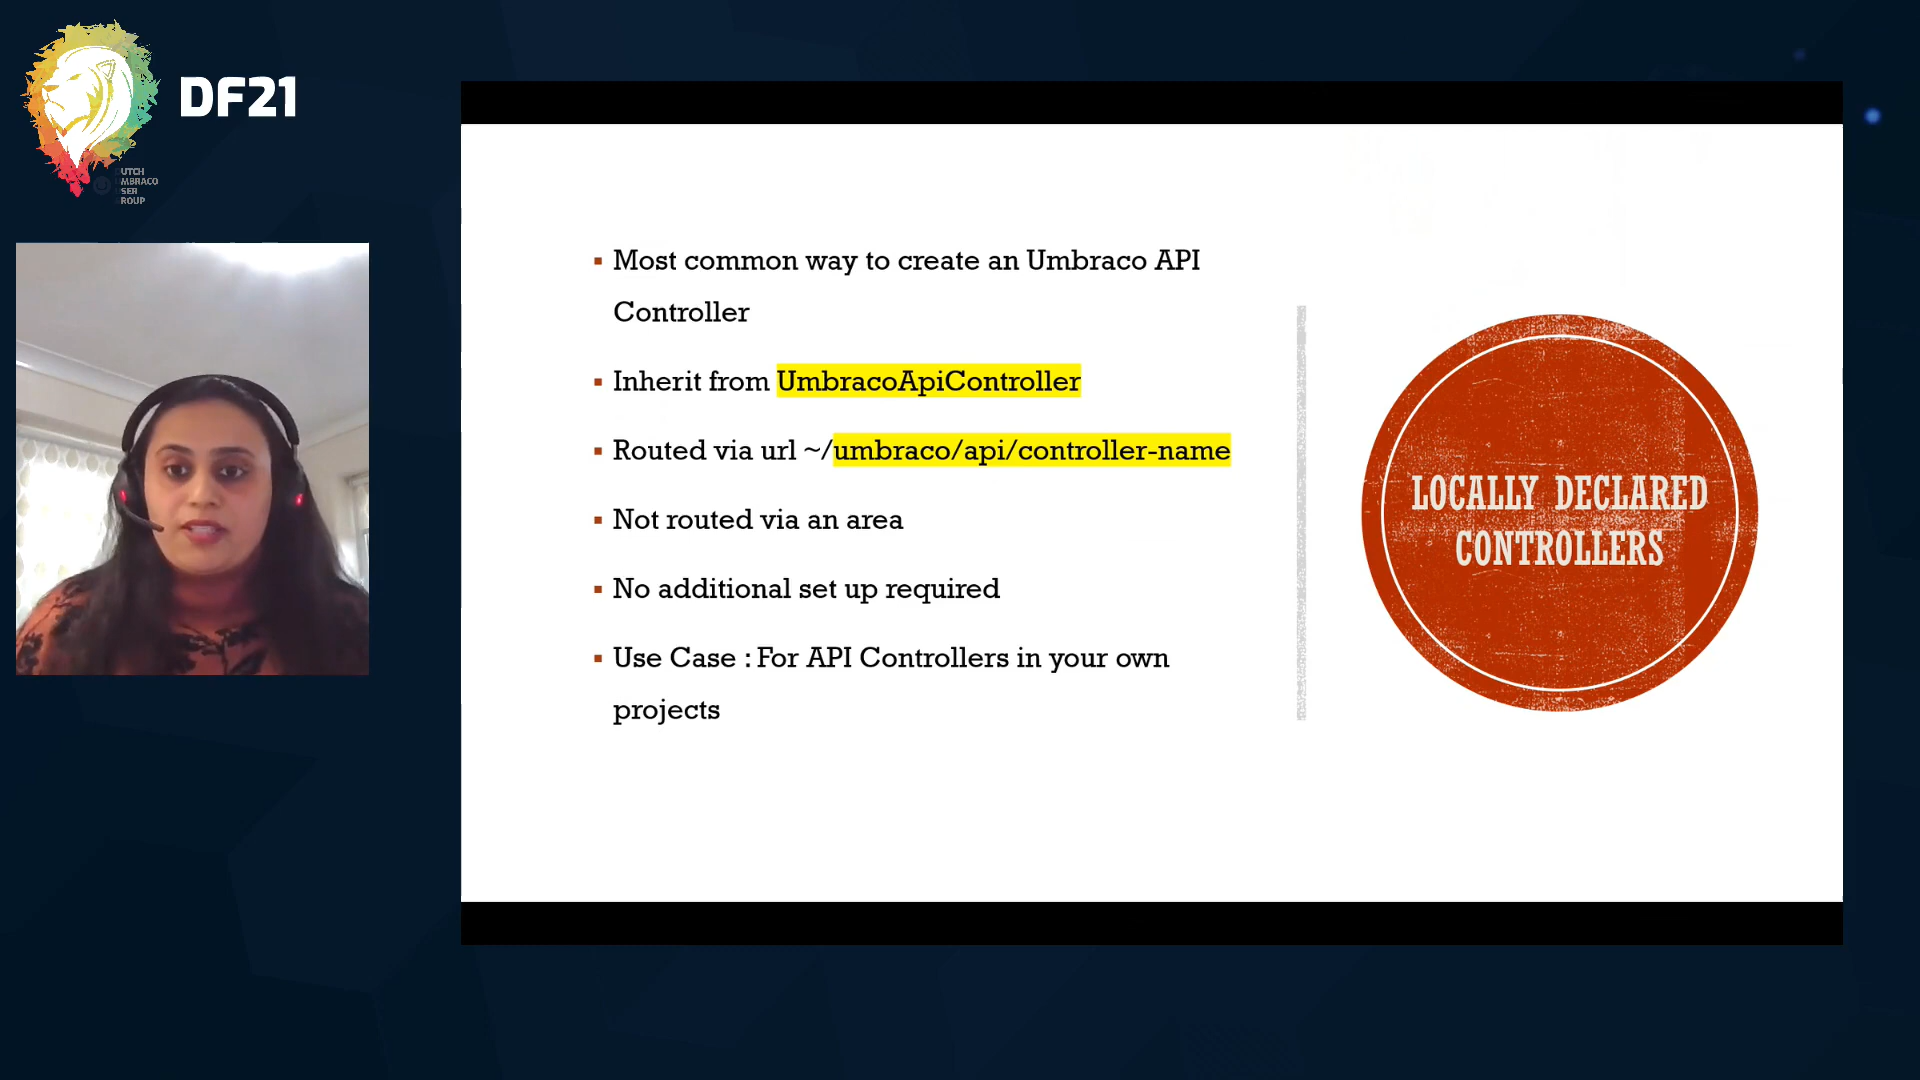 DF21
UTCH
MBRACO
SER
ROUP
▪ Most common way to create an Umbraco API
Controller
▪ Inherit from UmbracoApiController
▪ Routed via url ~/umbraco/api/controller-name
▪ Not routed via an area
▪ No additional set up required
▪ Use Case : For API Controllers in your own
projects
LOCALLY DECLARED
CONTROLLERS